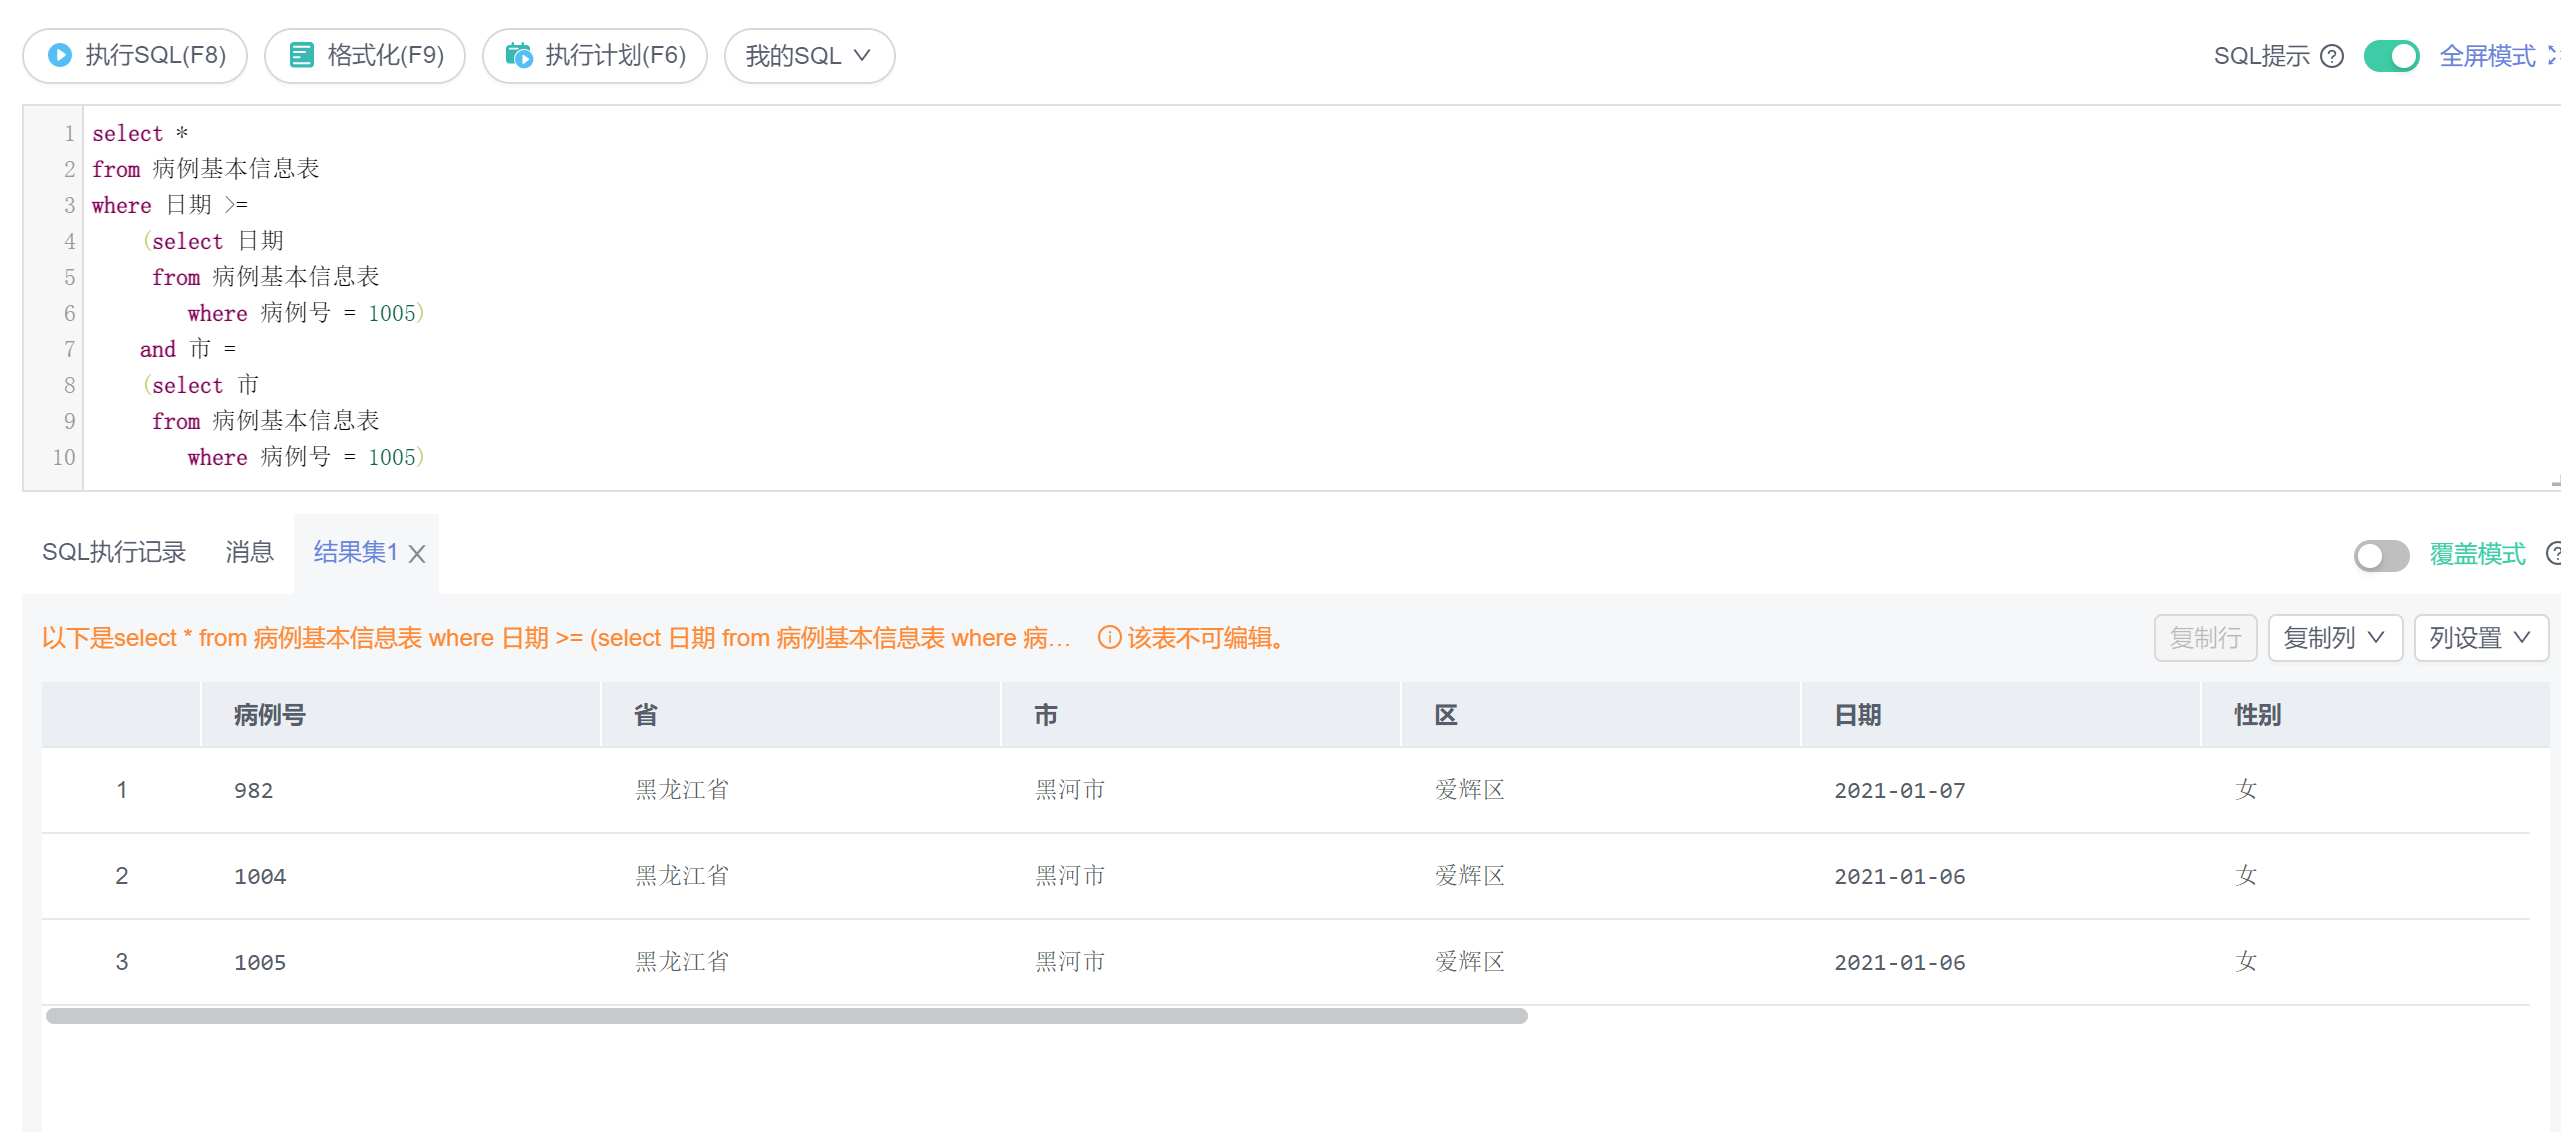 执行SQL(F8) 格式化(F9) 执行计划(F6) 我的SQL SQL提示 全屏模式
1 select *
2 from 病例基本信息表
3 where 日期 >=
4 (select 日期
5 from 病例基本信息表
6 where 病例号 = 1005)
7 and 市 =
8 (select 市
9 from 病例基本信息表
10 where 病例号 = 1005)
SQL执行记录 消息 结果集1 覆盖模式
以下是select * from 病例基本信息表 where 日期 >= (select 日期 from 病例基本信息表 where 病... 该表不可编辑。 复制行 复制列 列设置
病例号 省 市 区 日期 性别
1 982 黑龙江省 黑河市 爱辉区 2021-01-07 女
2 1004 黑龙江省 黑河市 爱辉区 2021-01-06 女
3 1005 黑龙江省 黑河市 爱辉区 2021-01-06 女